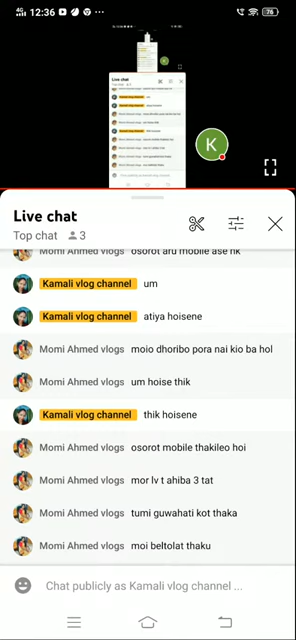 12:36
76
Live chat
K
Live chat
Top chat 3
Momi Ahmed vlogs osorot aru mobile ase nk
Kamali vlog channel um
Kamali vlog channel atiya hoisene
Momi Ahmed vlogs moio dhoribo pora nai kio ba hol
Momi Ahmed vlogs um hoise thik
Kamali vlog channel thik hoisene
Momi Ahmed vlogs osorot mobile thakileo hoi
Momi Ahmed vlogs mor lv t ahiba 3 tat
Momi Ahmed vlogs tumi guwahati kot thaka
Momi Ahmed vlogs moi beltolat thaku
Chat publicly as Kamali vlog channel ...